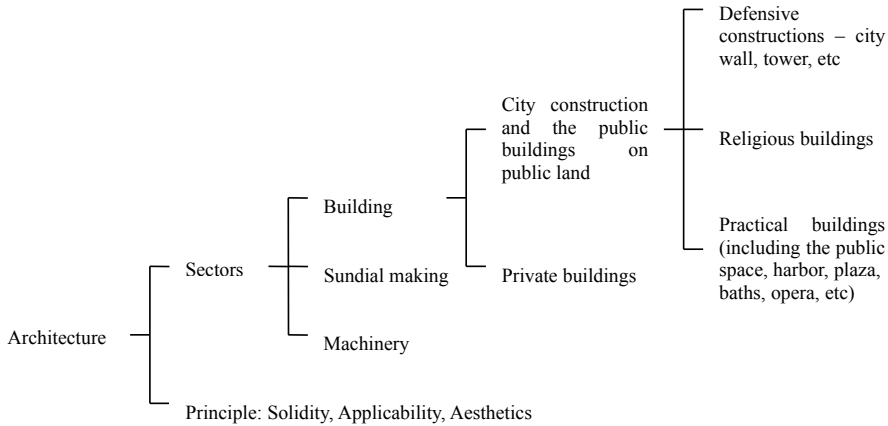 Architecture
Sectors
Principle: Solidity, Applicability, Aesthetics
Building
Sundial making
Machinery
City construction
and the public
buildings on
public land
Private buildings
Defensive
constructions – city
wall, tower, etc
Religious buildings
Practical buildings
(including the public
space, harbor, plaza,
baths, opera, etc)